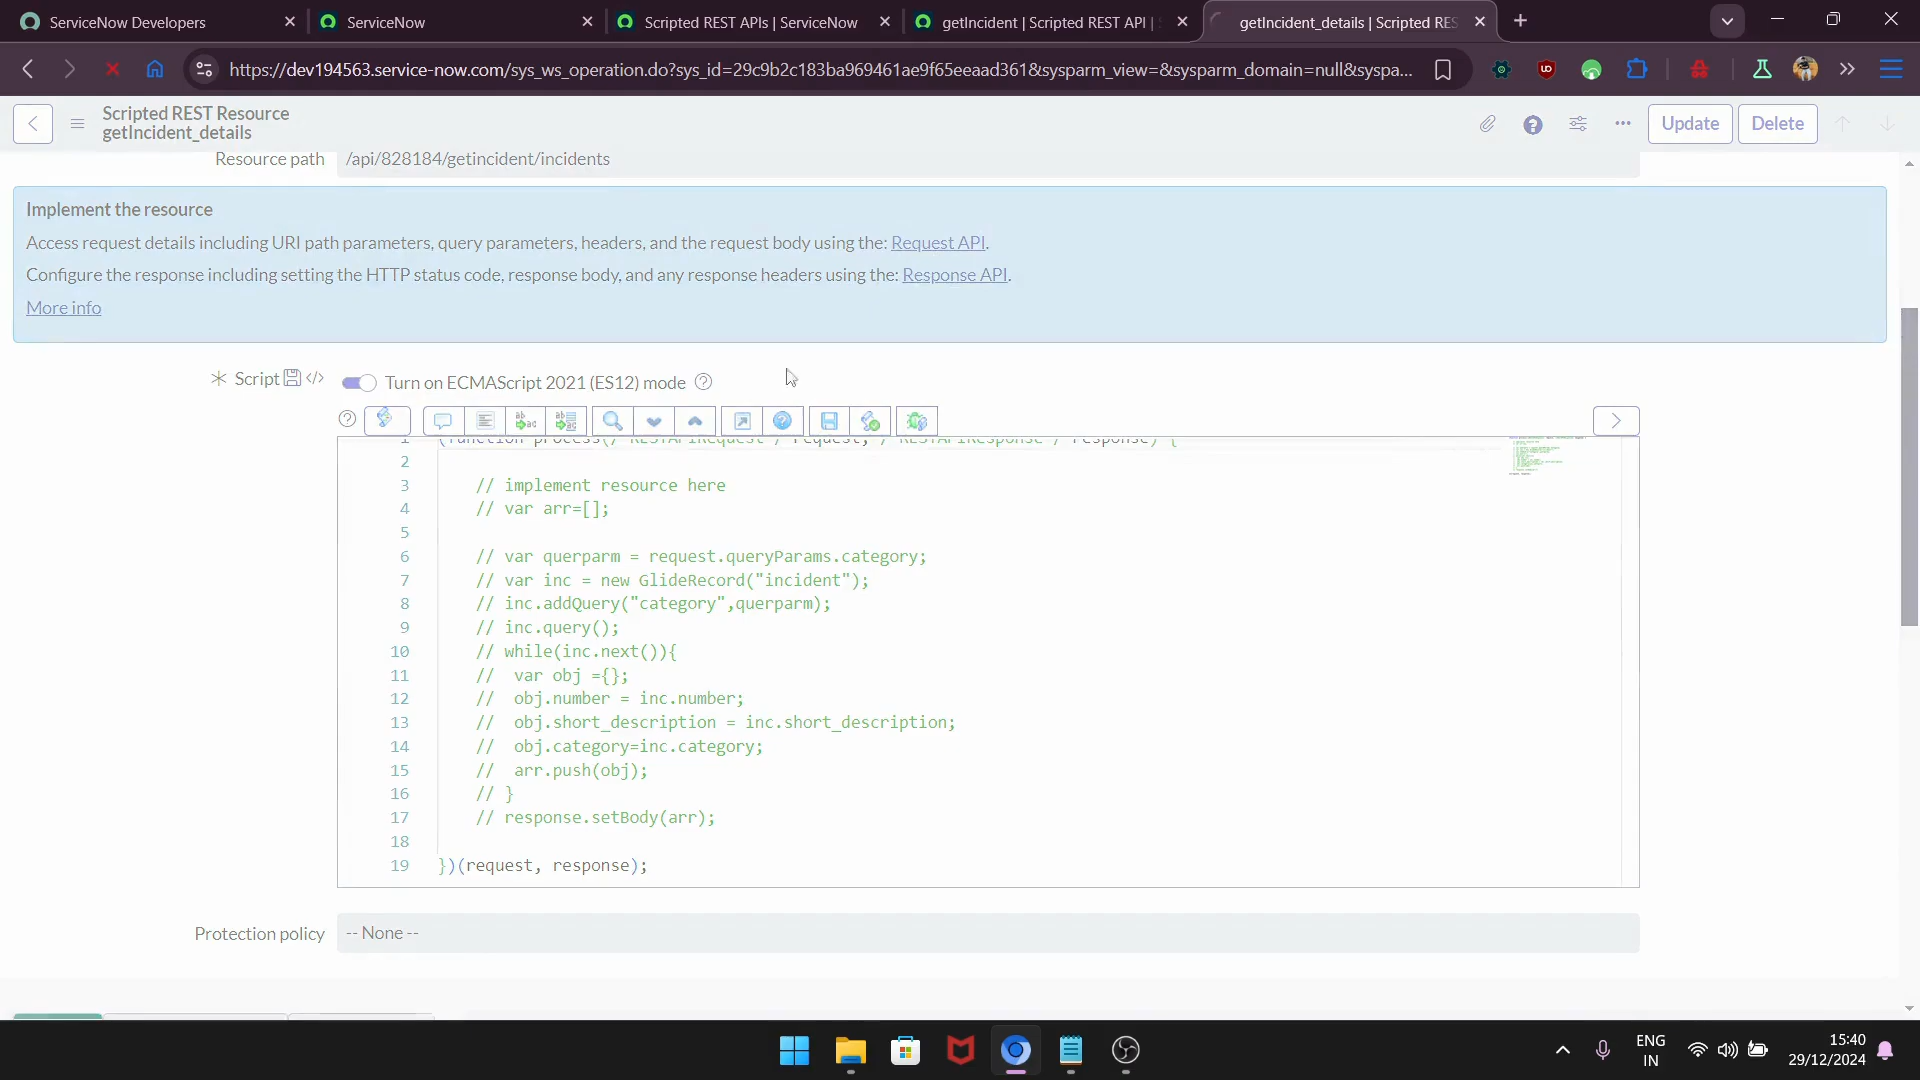 ServiceNow Developers
ServiceNow
Scripted REST APIs | ServiceNow
getIncident | Scripted REST API |
getIncident_details | Scripted RES
https://dev194563.service-now.com/sys_ws_operation.do?sys_id=29c9b2c183ba969461ae9f65eeaad361&sysparm_view=&sysparm_domain=null&syspa...
Scripted REST Resource
getIncident_details
Update
Delete
Resource path
/api/828184/getincident/incidents
Implement the resource
Access request details including URI path parameters, query parameters, headers, and the request body using the: Request API.
Configure the response including setting the HTTP status code, response body, and any response headers using the: Response API.
More info
Script
Turn on ECMAScript 2021 (ES12) mode
1 (function process(/*RESTAPIRequest*/ request, /*RESTAPIResponse*/ response) {
2
3 // implement resource here
4 // var arr=[];
5
6 // var querparm = request.queryParams.category;
7 // var inc = new GlideRecord("incident");
8 // inc.addQuery("category",querparm);
9 // inc.query();
10 // while(inc.next()){
11 // var obj ={};
12 // obj.number = inc.number;
13 // obj.short_description = inc.short_description;
14 // obj.category=inc.category;
15 // arr.push(obj);
16 // }
17 // response.setBody(arr);
18
19 })(request, response);
Protection policy
-- None --
ENG
IN
15:40
29/12/2024